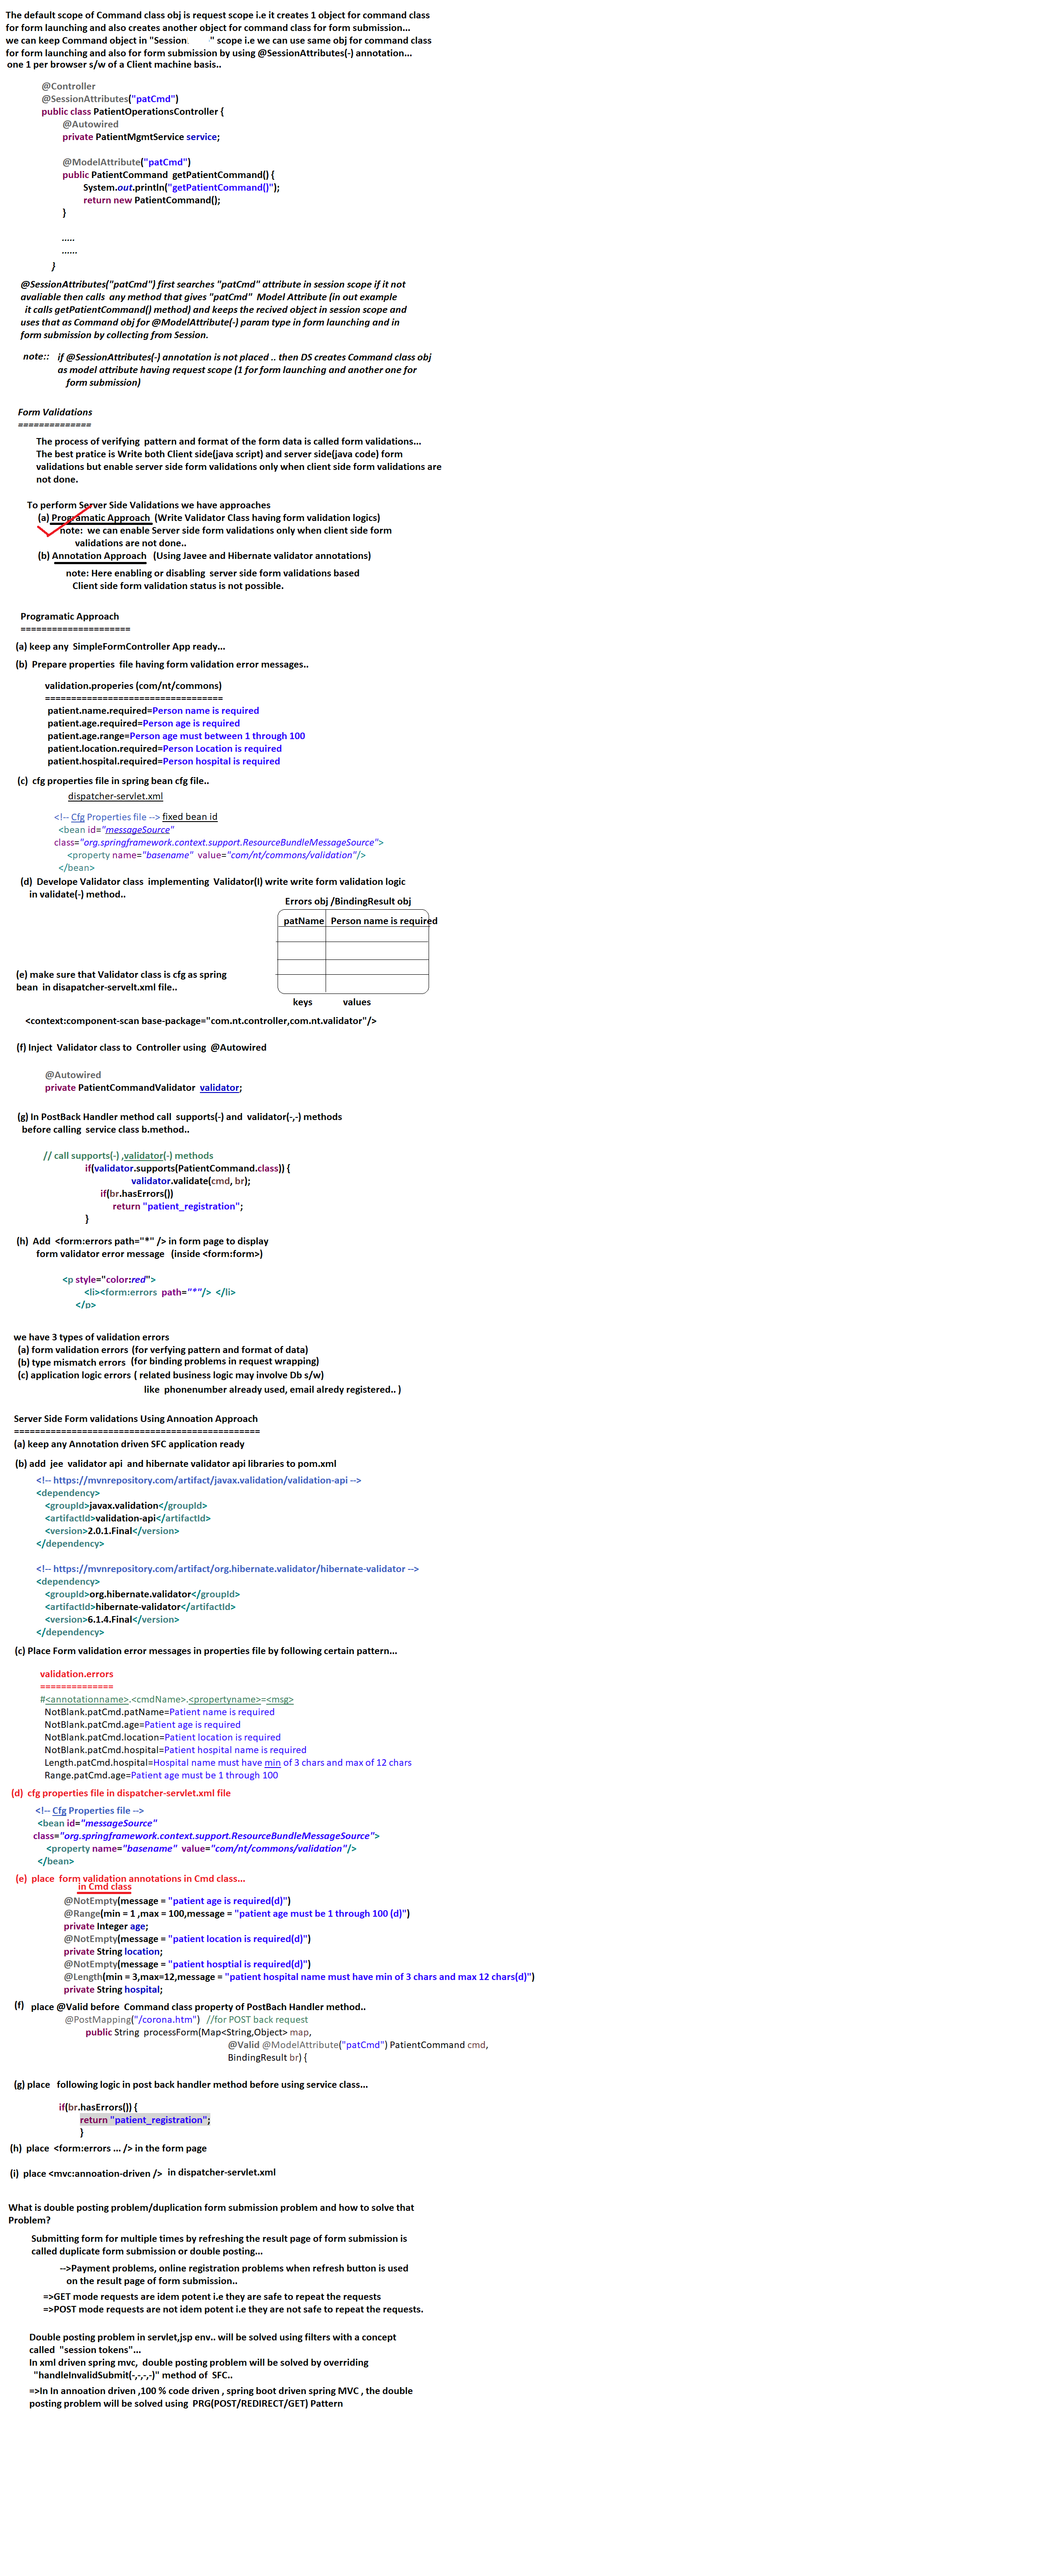 The default scope of Command class obj is request scope i.e it creates 1 object for command class
for form launching and also creates another object for command class for form submission...
we can keep Command object in "Session        " scope i.e we can use same obj for command class
for form launching and also for form submission by using @SessionAttributes(-) annotation...
one 1 per browser s/w of a Client machine basis..
@Controller
@SessionAttributes("patCmd")
public class PatientOperationsController {
@Autowired
private PatientMgmtService service;
@ModelAttribute("patCmd")
public PatientCommand  getPatientCommand() {
System.out.println("getPatientCommand()");
return new PatientCommand();
}
.....
......
}
@SessionAttributes("patCmd") first searches "patCmd" attribute in session scope if it not
avaliable then calls  any method that gives "patCmd"  Model Attribute (in out example
it calls getPatientCommand() method) and keeps the recived object in session scope and
uses that as Command obj for @ModelAttribute(-) param type in form launching and in
form submission by collecting from Session.
note::   if @SessionAttributes(-) annotation is not placed .. then DS creates Command class obj
as model attribute having request scope (1 for form launching and another one for
form submission)
Form Validations
==============
The process of verifying  pattern and format of the form data is called form validations...
The best pratice is Write both Client side(java script) and server side(java code) form
validations but enable server side form validations only when client side form validations are
not done.
To perform Server Side Validations we have approaches
(a) Programatic Approach  (Write Validator Class having form validation logics)
note:  we can enable Server side form validations only when client side form
validations are not done..
(b) Annotation Approach   (Using Javee and Hibernate validator annotations)
note: Here enabling or disabling  server side form validations based
Client side form validation status is not possible.
Programatic Approach
=====================
(a) keep any  SimpleFormController App ready...
(b)  Prepare properties  file having form validation error messages..
validation.properies (com/nt/commons)
==================================
patient.name.required=Person name is required
patient.age.required=Person age is required
patient.age.range=Person age must between 1 through 100
patient.location.required=Person Location is required
patient.hospital.required=Person hospital is required
(c)  cfg properties file in spring bean cfg file..
dispatcher-servlet.xml
<!-- Cfg Properties file --> fixed bean id
<bean id="messageSource"
class="org.springframework.context.support.ResourceBundleMessageSource">
<property name="basename"  value="com/nt/commons/validation"/>
</bean>
(d)  Develope Validator class  implementing  Validator(I) write write form validation logic
in validate(-) method..
Errors obj /BindingResult obj
patName   Person name is required
(e) make sure that Validator class is cfg as spring
bean  in disapatcher-servelt.xml file..
keys   values
<context:component-scan base-package="com.nt.controller,com.nt.validator"/>
(f) Inject  Validator class to  Controller using  @Autowired
@Autowired
private PatientCommandValidator  validator;
(g) In PostBack Handler method call  supports(-) and  validator(-,-) methods
before calling  service class b.method..
// call supports(-) ,validator(-) methods
if(validator.supports(PatientCommand.class)) {
validator.validate(cmd, br);
if(br.hasErrors())
return "patient_registration";
}
(h)  Add  <form:errors path="*" /> in form page to display
form validator error message   (inside <form:form>)
<p style="color:red">
<li><form:errors  path="*"/>  </li>
</p>
we have 3 types of validation errors
(a) form validation errors  (for verfying pattern and format of data)
(b) type mismatch errors  (for binding problems in request wrapping)
(c) application logic errors ( related business logic may involve Db s/w)
like  phonenumber already used, email alredy registered.. )
Server Side Form validations Using Annoation Approach
===============================================
(a) keep any Annotation driven SFC application ready
(b) add  jee  validator api  and hibernate validator api libraries to pom.xml
<!-- https://mvnrepository.com/artifact/javax.validation/validation-api -->
<dependency>
<groupId>javax.validation</groupId>
<artifactId>validation-api</artifactId>
<version>2.0.1.Final</version>
</dependency>
<!-- https://mvnrepository.com/artifact/org.hibernate.validator/hibernate-validator -->
<dependency>
<groupId>org.hibernate.validator</groupId>
<artifactId>hibernate-validator</artifactId>
<version>6.1.4.Final</version>
</dependency>
(c) Place Form validation error messages in properties file by following certain pattern...
validation.errors
==============
#<annotationname>.<cmdName>.<propertyname>=<msg>
NotBlank.patCmd.patName=Patient name is required
NotBlank.patCmd.age=Patient age is required
NotBlank.patCmd.location=Patient location is required
NotBlank.patCmd.hospital=Patient hospital name is required
Length.patCmd.hospital=Hospital name must have min of 3 chars and max of 12 chars
Range.patCmd.age=Patient age must be 1 through 100
(d)  cfg properties file in dispatcher-servlet.xml file
<!-- Cfg Properties file -->
<bean id="messageSource"
class="org.springframework.context.support.ResourceBundleMessageSource">
<property name="basename"  value="com/nt/commons/validation"/>
</bean>
(e)  place  form validation annotations in Cmd class...
in Cmd class
@NotEmpty(message = "patient age is required(d)")
@Range(min = 1 ,max = 100,message = "patient age must be 1 through 100 (d)")
private Integer age;
@NotEmpty(message = "patient location is required(d)")
private String location;
@NotEmpty(message = "patient hosptial is required(d)")
@Length(min = 3,max=12,message = "patient hospital name must have min of 3 chars and max 12 chars(d)")
private String hospital;
(f)   place @Valid before  Command class property of PostBach Handler method..
@PostMapping("/corona.htm")   //for POST back request
public String  processForm(Map<String,Object> map,
@Valid @ModelAttribute("patCmd") PatientCommand cmd,
BindingResult br) {
(g) place   following logic in post back handler method before using service class...
if(br.hasErrors()) {
return "patient_registration";
}
(h)  place  <form:errors ... /> in the form page
(i)  place <mvc:annoation-driven />  in dispatcher-servlet.xml
What is double posting problem/duplication form submission problem and how to solve that
Problem?
Submitting form for multiple times by refreshing the result page of form submission is
called duplicate form submission or double posting...
-->Payment problems, online registration problems when refresh button is used
on the result page of form submission..
=>GET mode requests are idem potent i.e they are safe to repeat the requests
=>POST mode requests are not idem potent i.e they are not safe to repeat the requests.
Double posting problem in servlet,jsp env.. will be solved using filters with a concept
called  "session tokens"...
In xml driven spring mvc,  double posting problem will be solved by overriding
"handleInvalidSubmit(-,-,-,-)" method of  SFC..
=>In In annoation driven ,100 % code driven , spring boot driven spring MVC , the double
posting problem will be solved using  PRG(POST/REDIRECT/GET) Pattern